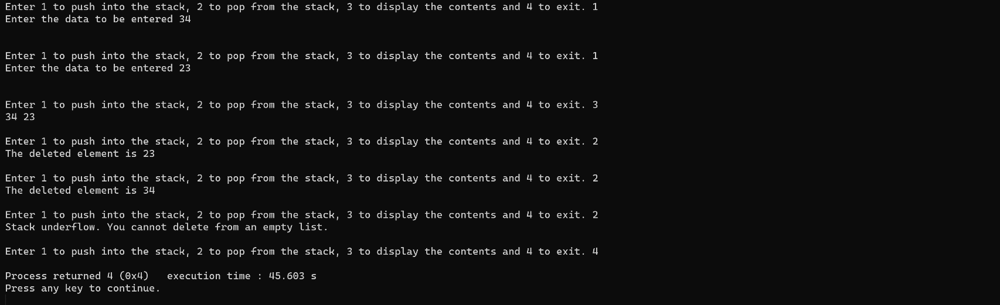 Enter 1 to push into the stack, 2 to pop from the stack, 3 to display the contents and 4 to exit. 1
Enter the data to be entered 34
Enter 1 to push into the stack, 2 to pop from the stack, 3 to display the contents and 4 to exit. 1
Enter the data to be entered 23
Enter 1 to push into the stack, 2 to pop from the stack, 3 to display the contents and 4 to exit. 3
34 23
Enter 1 to push into the stack, 2 to pop from the stack, 3 to display the contents and 4 to exit. 2
The deleted element is 23
Enter 1 to push into the stack, 2 to pop from the stack, 3 to display the contents and 4 to exit. 2
The deleted element is 34
Enter 1 to push into the stack, 2 to pop from the stack, 3 to display the contents and 4 to exit. 2
Stack underflow. You cannot delete from an empty list.
Enter 1 to push into the stack, 2 to pop from the stack, 3 to display the contents and 4 to exit. 4
Process returned 4 (0x4)   execution time : 45.603 s
Press any key to continue.